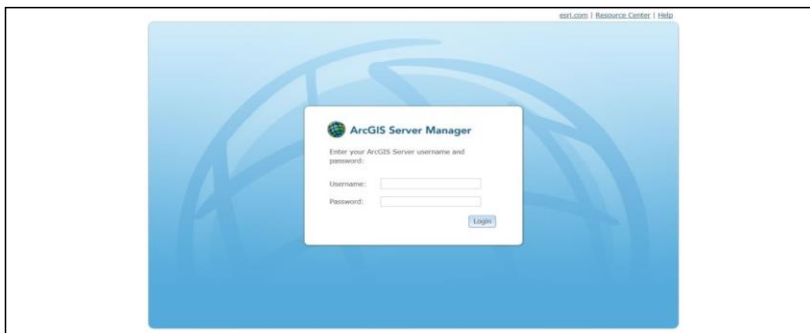 esri.com | Resource Center | Help
ArcGIS Server Manager
Enter your ArcGIS Server username and
password:
Username:
Password:
Login